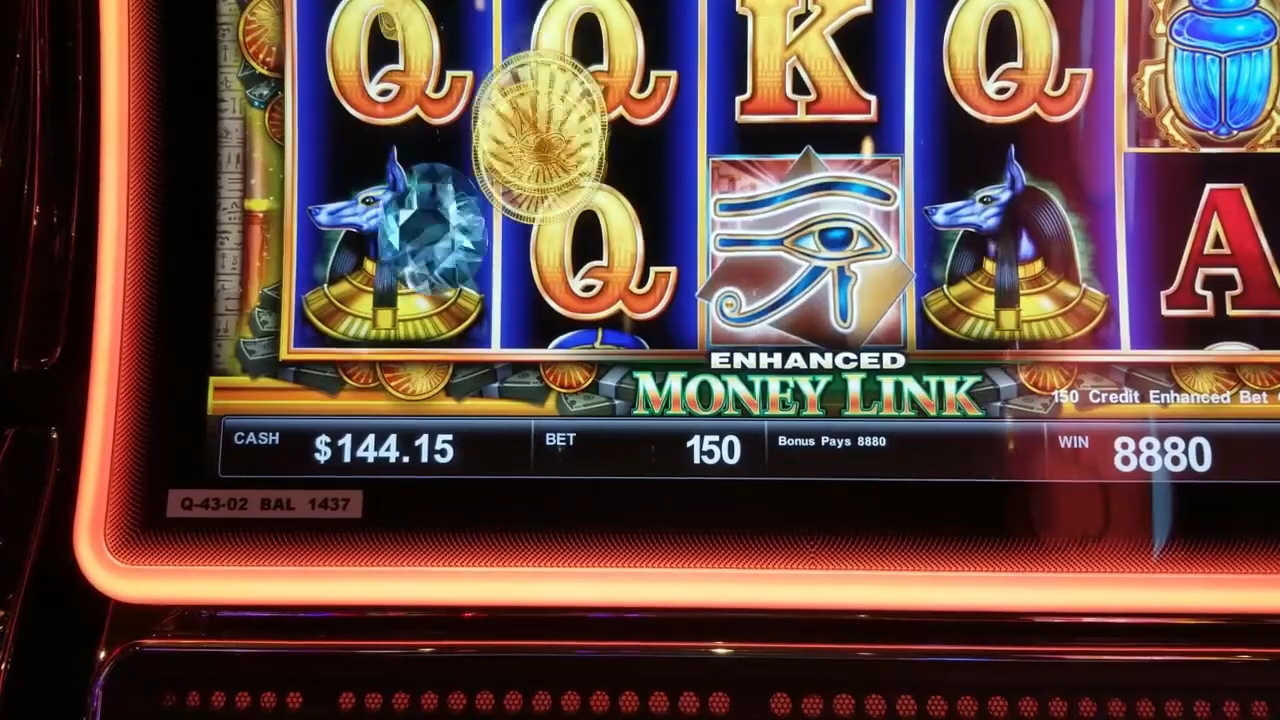 Q Q K Q
Q A
ENHANCED
MONEY LINK
150 Credit Enhanced Bet
CASH $144.15 BET 150 Bonus Pays 8880 WIN 8880
Q-43-02 BAL 1437